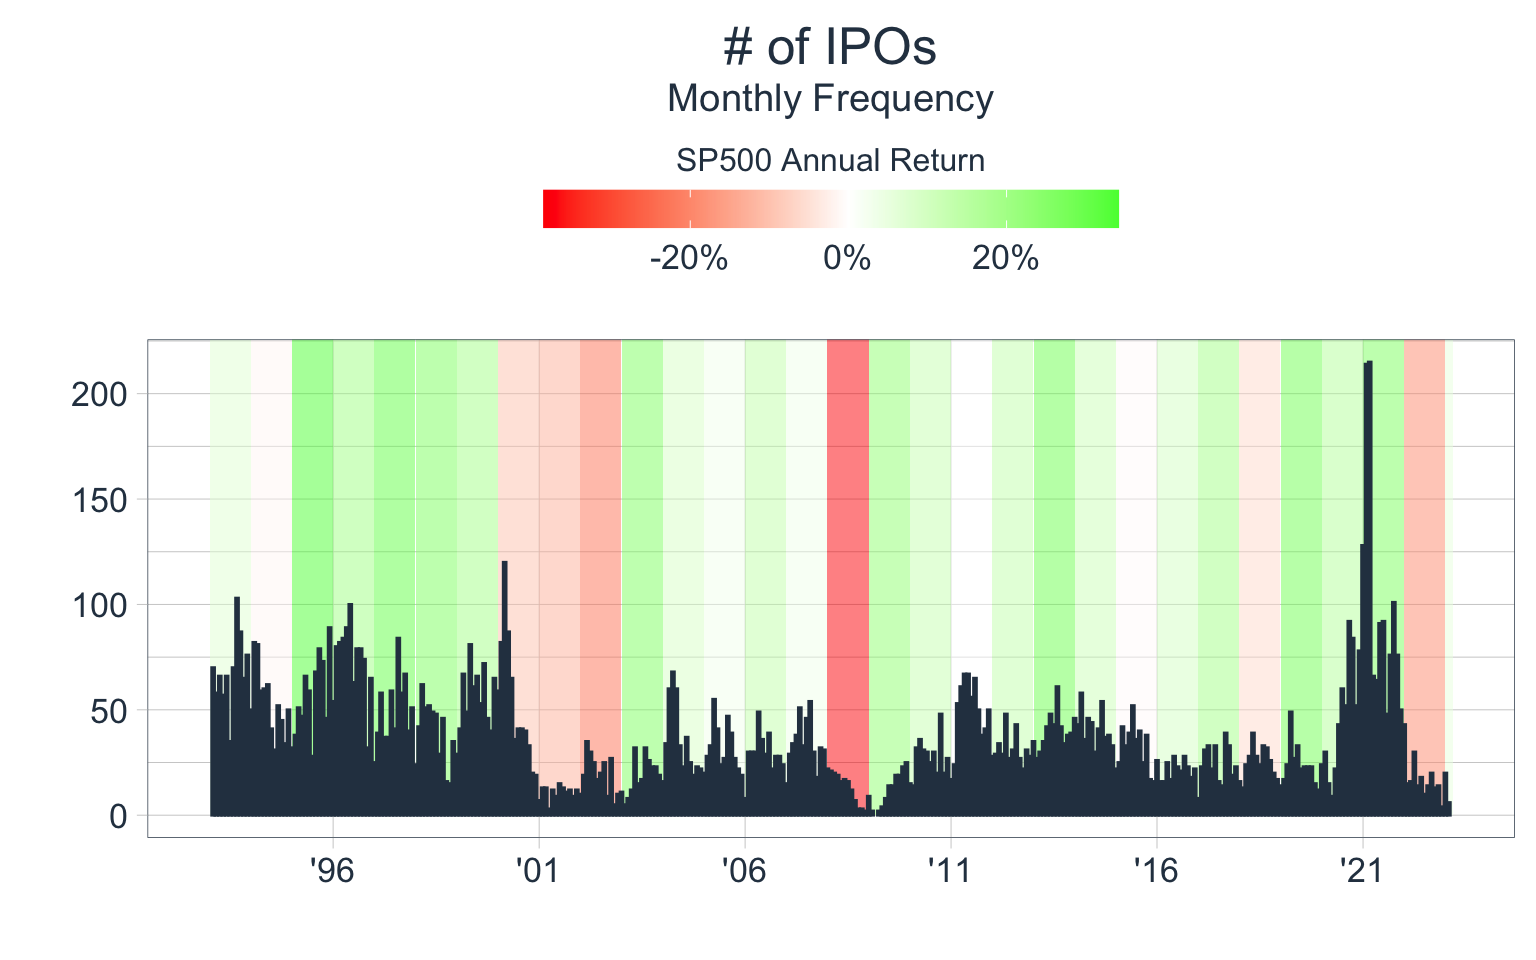 # of IPOs
Monthly Frequency
SP500 Annual Return
-20% 0% 20%
200
150
100
50
0
'96 '01 '06 '11 '16 '21